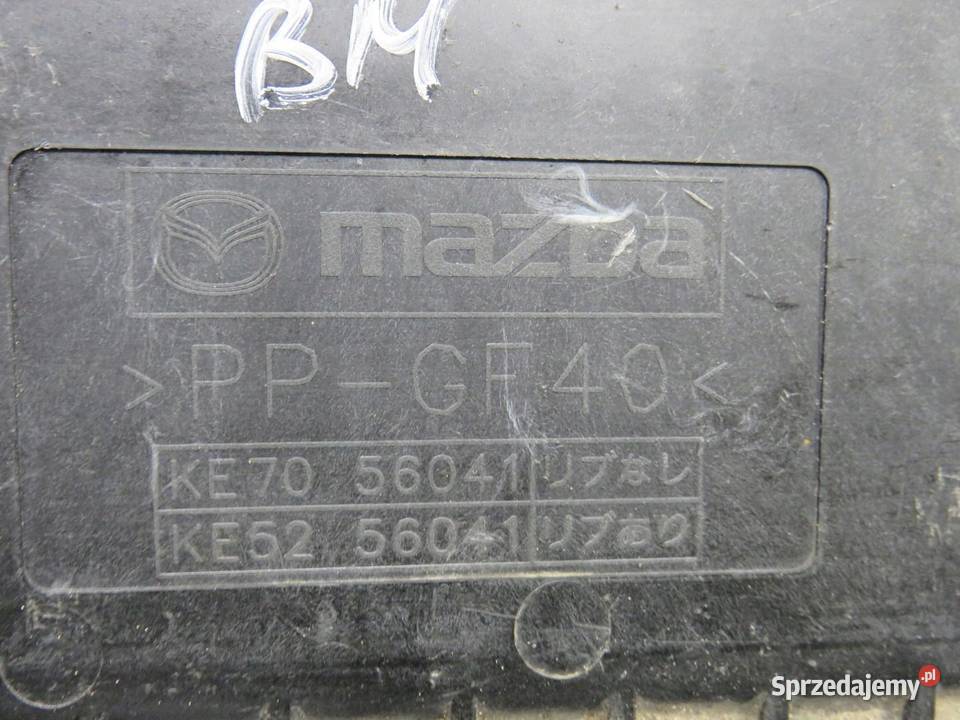 BM
mazda
>PP-GF40<
KE70 56041 リブなし
KE52 56041 リブあり
Sprzedajemy.pl